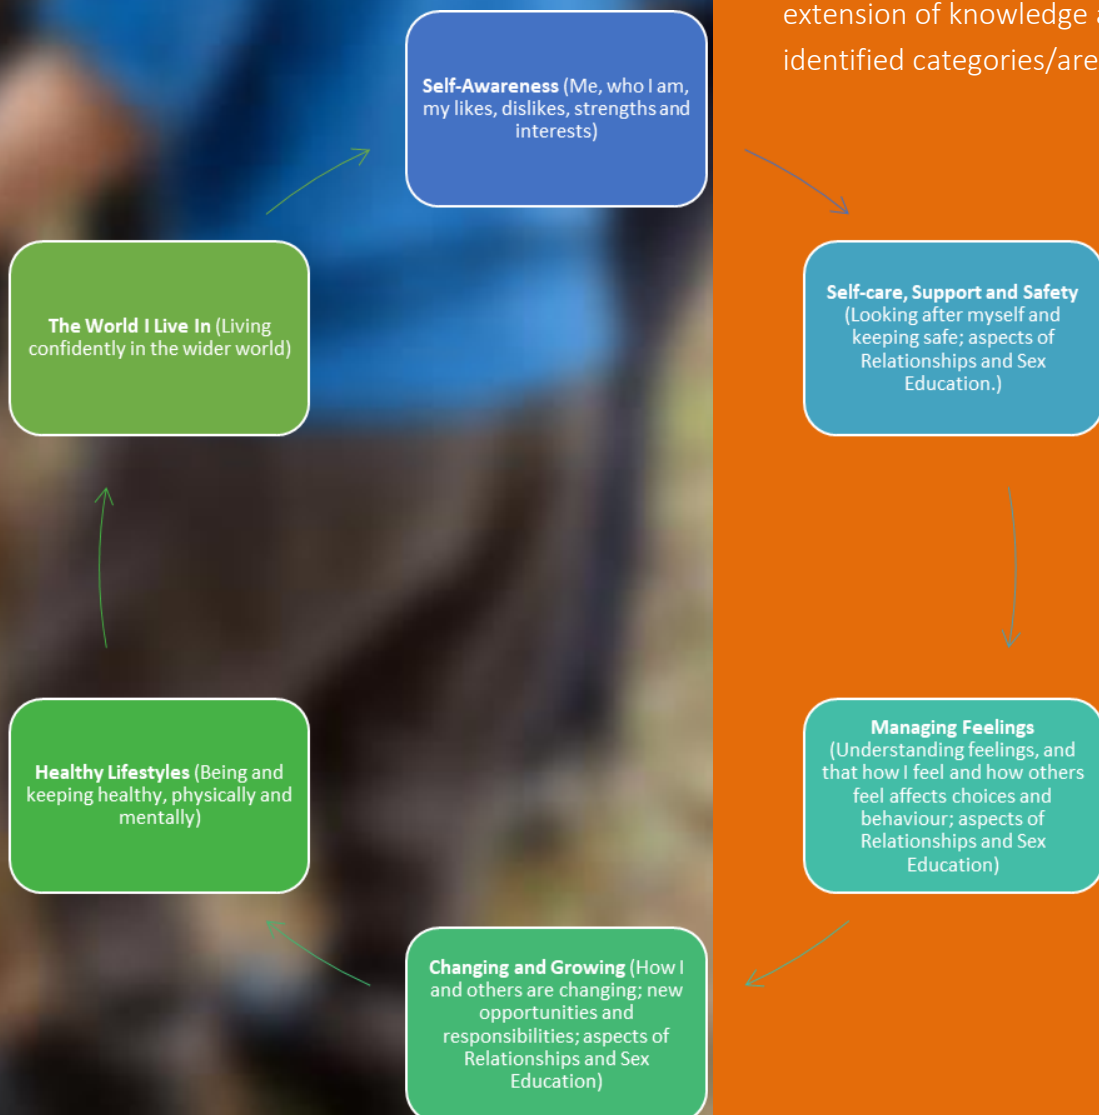 extension of knowledge
identified categories/are
Self-Awareness (Me, who I am,
my likes, dislikes, strengths and
interests)
Self-care, Support and Safety
(Looking after myself and
keeping safe; aspects of
Relationships and Sex
Education.)
Managing Feelings
(Understanding feelings, and
that how I feel and how others
feel affects choices and
behaviour; aspects of
Relationships and Sex
Education)
Changing and Growing (How I
and others are changing; new
opportunities and
responsibilities; aspects of
Relationships and Sex
Education)
Healthy Lifestyles (Being and
keeping healthy, physically and
mentally)
The World I Live In (Living
confidently in the wider world)